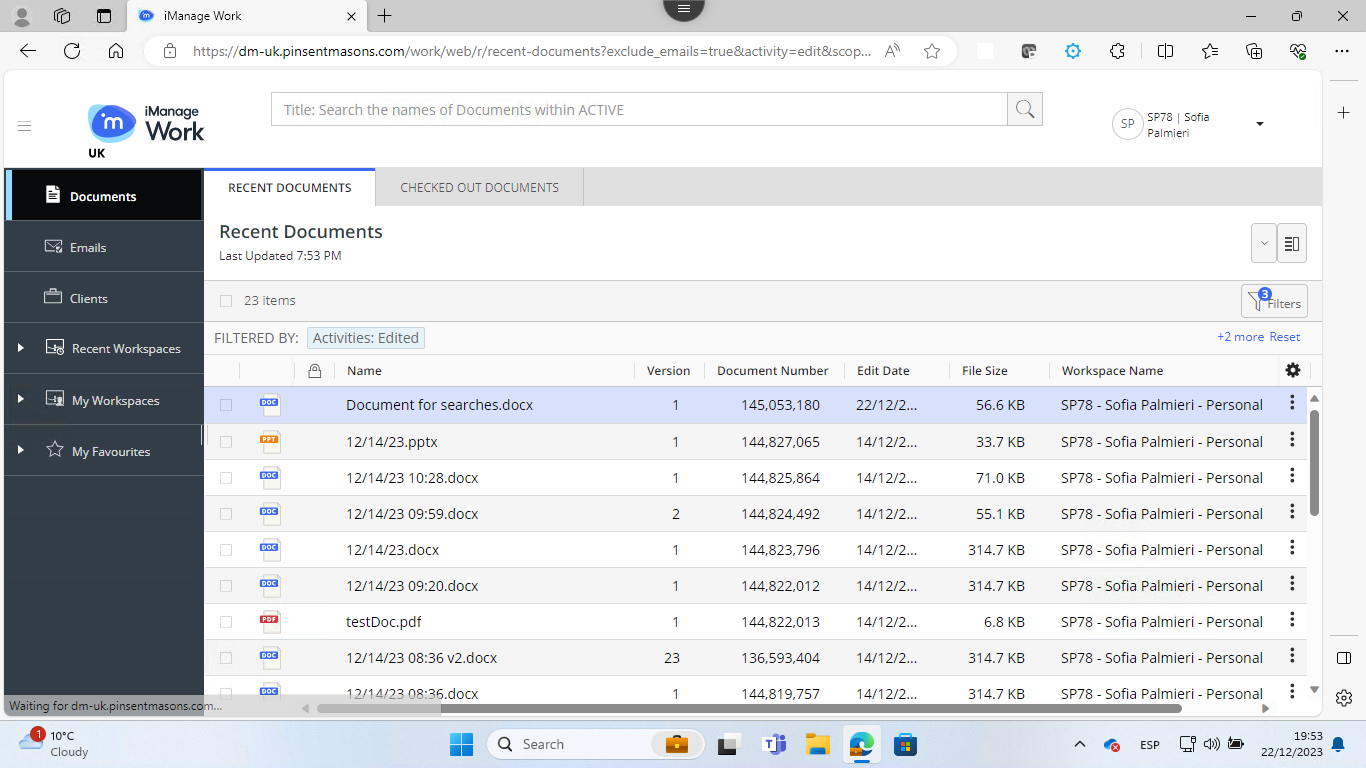 iManage Work
https://dm-uk.pinsentmasons.com/work/web/r/recent-documents?exclude_emails=true&activity=edit&scop...
iManage
Work
UK
Title: Search the names of Documents within ACTIVE
SP
SP78 | Sofia
Palmieri
Documents
Emails
Clients
Recent Workspaces
My Workspaces
My Favourites
RECENT DOCUMENTS
CHECKED OUT DOCUMENTS
Recent Documents
Last Updated 7:53 PM
23 items
3
Filters
FILTERED BY: Activities: Edited
+2 more Reset
Name Version Document Number Edit Date File Size Workspace Name
DOC Document for searches.docx 1 145,053,180 22/12/2... 56.6 KB SP78 - Sofia Palmieri - Personal
PPT 12/14/23.pptx 1 144,827,065 14/12/2... 33.7 KB SP78 - Sofia Palmieri - Personal
DOC 12/14/23 10:28.docx 1 144,825,864 14/12/2... 71.0 KB SP78 - Sofia Palmieri - Personal
DOC 12/14/23 09:59.docx 2 144,824,492 14/12/2... 55.1 KB SP78 - Sofia Palmieri - Personal
DOC 12/14/23.docx 1 144,823,796 14/12/2... 314.7 KB SP78 - Sofia Palmieri - Personal
DOC 12/14/23 09:20.docx 1 144,822,012 14/12/2... 314.7 KB SP78 - Sofia Palmieri - Personal
PDF testDoc.pdf 1 144,822,013 14/12/2... 6.8 KB SP78 - Sofia Palmieri - Personal
DOC 12/14/23 08:36 v2.docx 23 136,593,404 14/12/2... 314.7 KB SP78 - Sofia Palmieri - Personal
DOC 12/14/23 08:36.docx 1 144,819,757 14/12/2... 314.7 KB SP78 - Sofia Palmieri - Personal
Waiting for dm-uk.pinsentmasons.com...
1
10°C
Cloudy
Search
ESP
19:53
22/12/2023